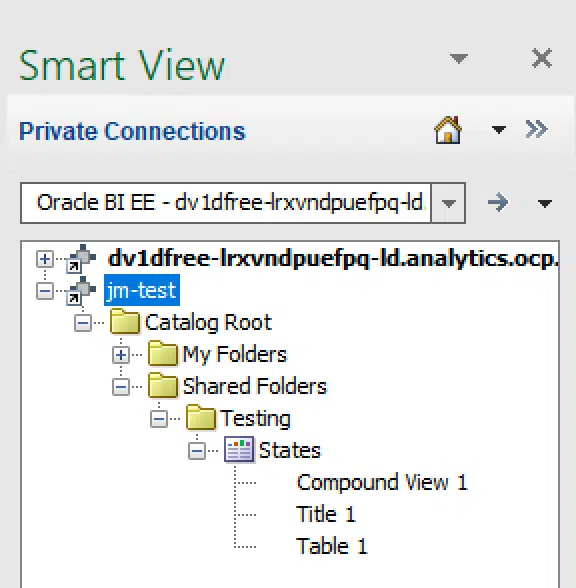 Smart View
Private Connections
Oracle BI EE - dv1dfree-lrxvndpuefpq-ld
dv1dfree-lrxvndpuefpq-ld.analytics.ocp.
jm-test
Catalog Root
My Folders
Shared Folders
Testing
States
Compound View 1
Title 1
Table 1